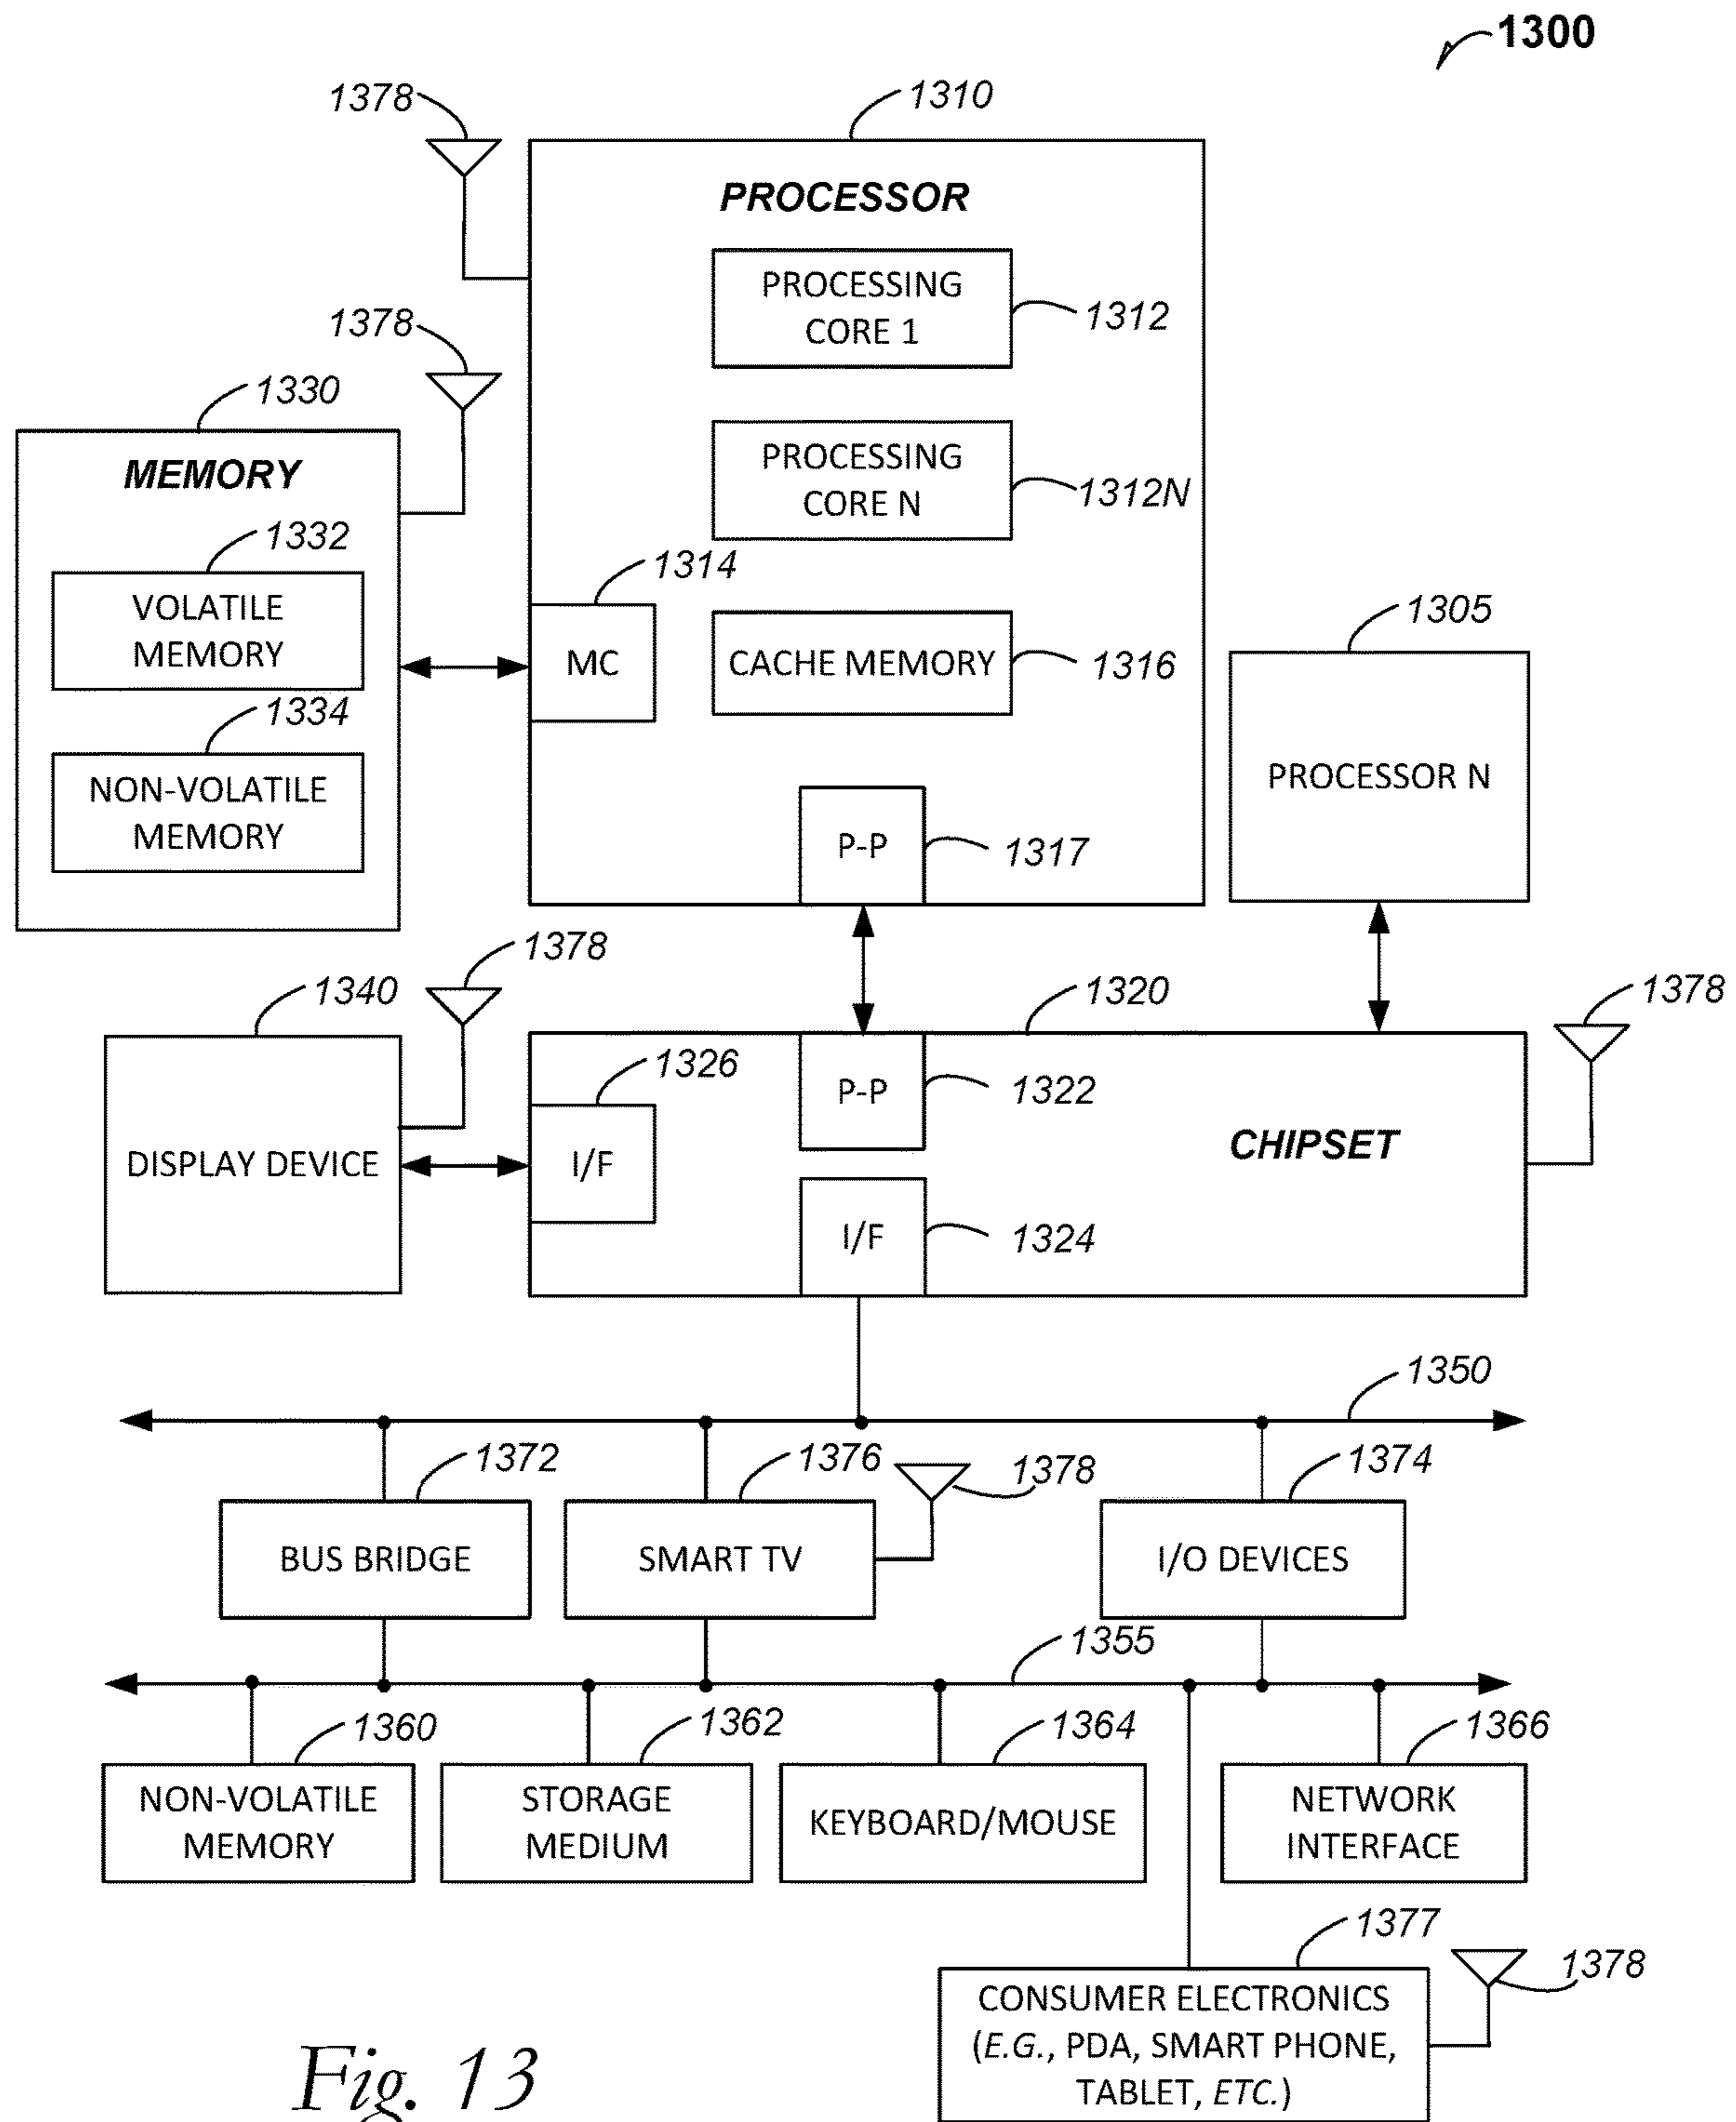 1300
1378
1310
PROCESSOR
PROCESSING
CORE 1
1312
1378
1330
MEMORY
PROCESSING
CORE N
1312N
1332
VOLATILE
MEMORY
1314
MC
CACHE MEMORY
1316
1305
PROCESSOR N
1334
NON-VOLATILE
MEMORY
P-P
1317
1378
1340
DISPLAY DEVICE
1320
1378
1326
I/F
P-P
1322
CHIPSET
I/F
1324
1350
1372
BUS BRIDGE
1376
SMART TV
1378
1374
I/O DEVICES
1355
1360
NON-VOLATILE
MEMORY
1362
STORAGE
MEDIUM
1364
KEYBOARD/MOUSE
1366
NETWORK
INTERFACE
1377
CONSUMER ELECTRONICS
(E.G., PDA, SMART PHONE,
TABLET, ETC.)
1378
Fig. 13